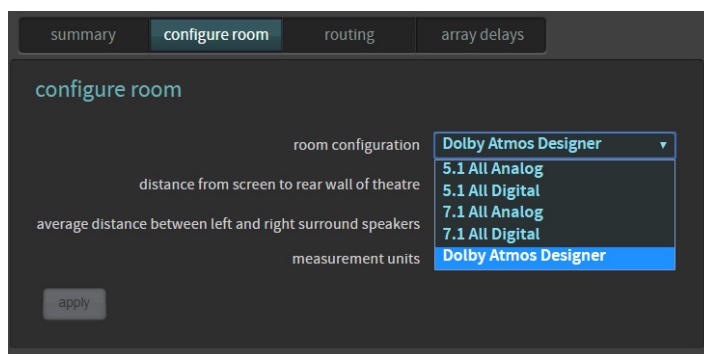 summary configure room routing array delays
configure room
room configuration Dolby Atmos Designer
5.1 All Analog
distance from screen to rear wall of theatre 5.1 All Digital
7.1 All Analog
average distance between left and right surround speakers 7.1 All Digital
measurement units Dolby Atmos Designer
apply